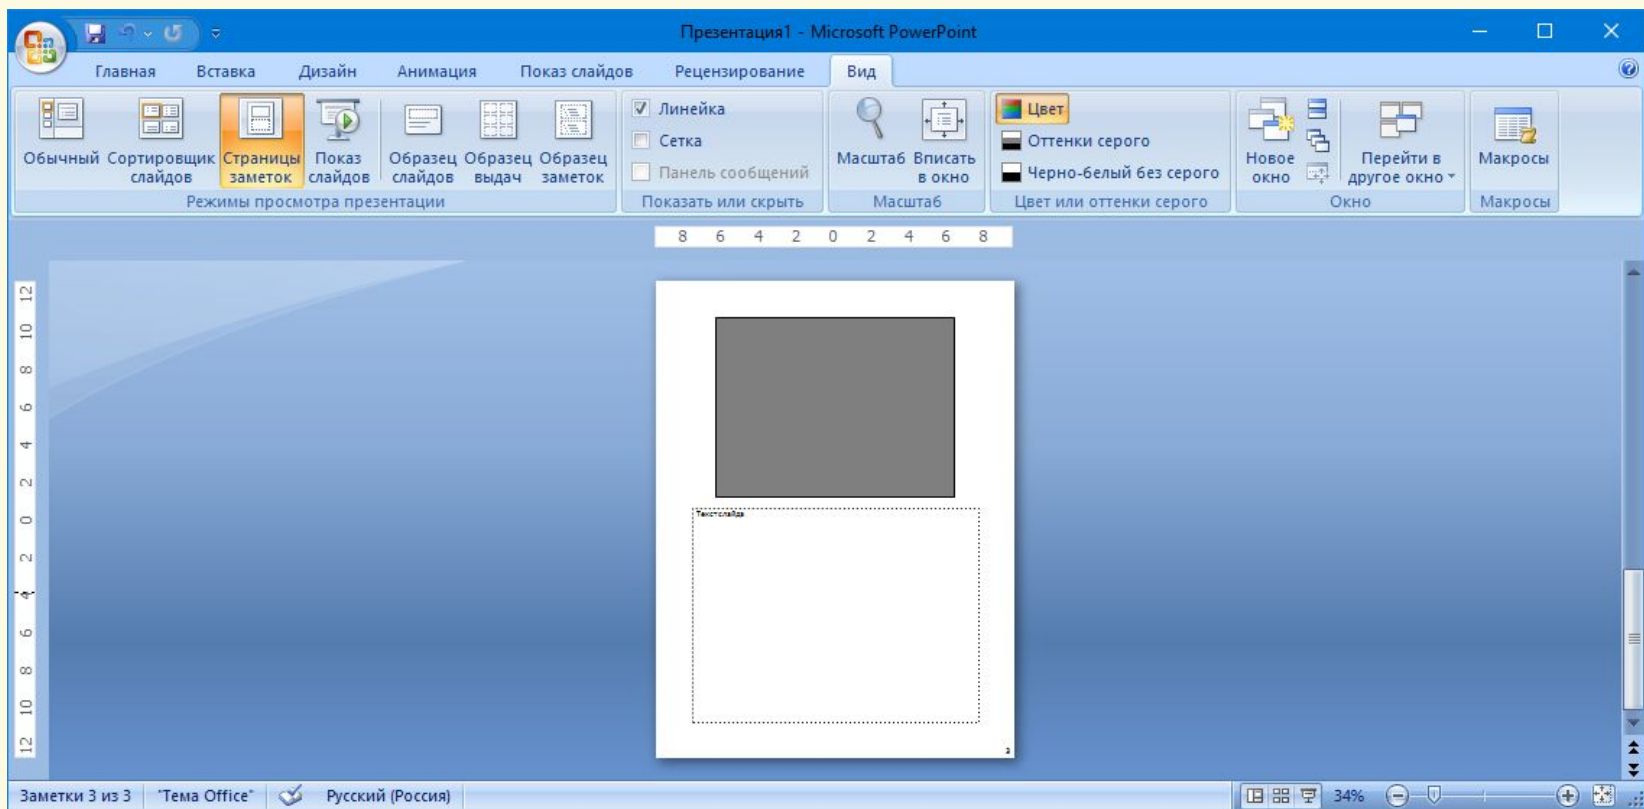 Презентация1 - Microsoft PowerPoint
Главная Вставка Дизайн Анимация Показ слайдов Рецензирование Вид
Обычный
Сортировщик слайдов
Страницы заметок
Показ слайдов
Образец слайдов
Образец выдач
Образец заметок
Режимы просмотра презентации
Линейка
Сетка
Панель сообщений
Показать или скрыть
Масштаб
Вписать в окно
Масштаб
Цвет
Оттенки серого
Черно-белый без серого
Цвет или оттенки серого
Новое окно
Перейти в другое окно
Окно
Макросы
Макросы
8 6 4 2 0 2 4 6 8
12
10
8
6
4
2
0
2
4
6
8
10
12
Текст слайда
3
Заметки 3 из 3 "Тема Office" Русский (Россия) 34%